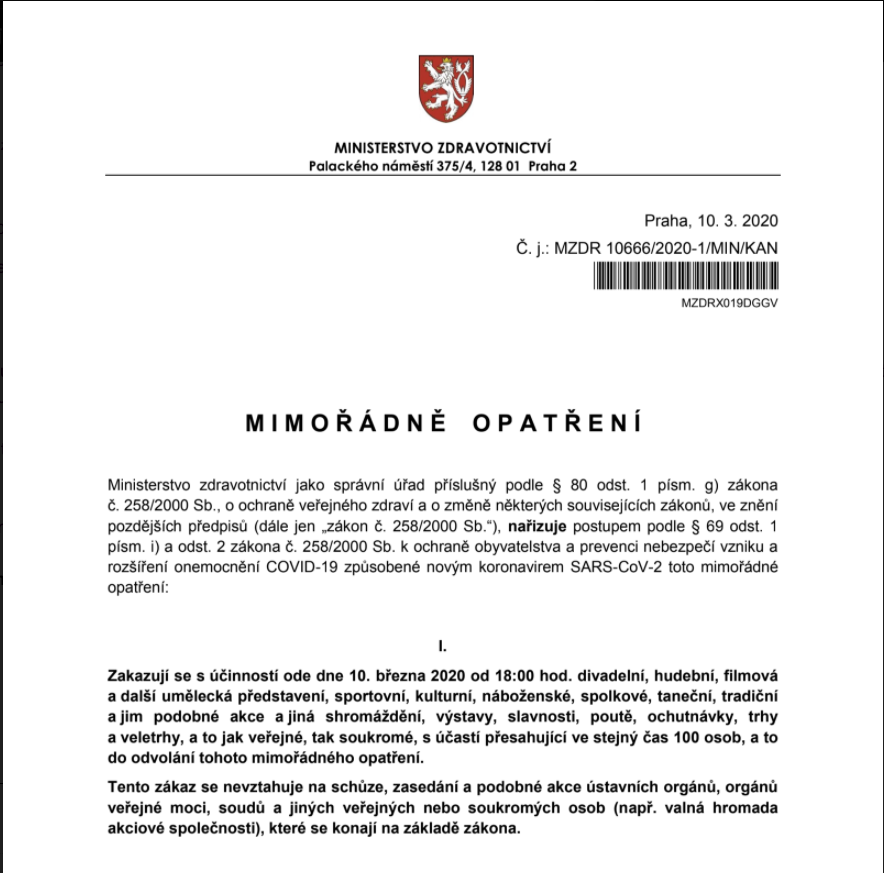 MINISTERSTVO ZDRAVOTNICTVÍ
Palackého náměstí 375/4, 128 01 Praha 2
Praha, 10. 3. 2020
Č. j.: MZDR 10666/2020-1/MIN/KAN
MZDRX019DGGV
MIMOŘÁDNĚ OPATŘENÍ
Ministerstvo zdravotnictví jako správní úřad příslušný podle § 80 odst. 1 písm. g) zákona
č. 258/2000 Sb., o ochraně veřejného zdraví a o změně některých souvisejících zákonů, ve znění
pozdějších předpisů (dále jen „zákon č. 258/2000 Sb.“), nařizuje postupem podle § 69 odst. 1
písm. i) a odst. 2 zákona č. 258/2000 Sb. k ochraně obyvatelstva a prevenci nebezpečí vzniku a
rozšíření onemocnění COVID-19 způsobené novým koronavirem SARS-CoV-2 toto mimořádné
opatření:
I.
Zakazují se s účinností ode dne 10. března 2020 od 18:00 hod. divadelní, hudební, filmová
a další umělecká představení, sportovní, kulturní, náboženské, spolkové, taneční, tradiční
a jim podobné akce a jiná shromáždění, výstavy, slavnosti, poutě, ochutnávky, trhy
a veletrhy, a to jak veřejné, tak soukromé, s účastí přesahující ve stejný čas 100 osob, a to
do odvolání tohoto mimořádného opatření.
Tento zákaz se nevztahuje na schůze, zasedání a podobné akce ústavních orgánů, orgánů
veřejné moci, soudů a jiných veřejných nebo soukromých osob (např. valná hromada
akciové společnosti), které se konají na základě zákona.